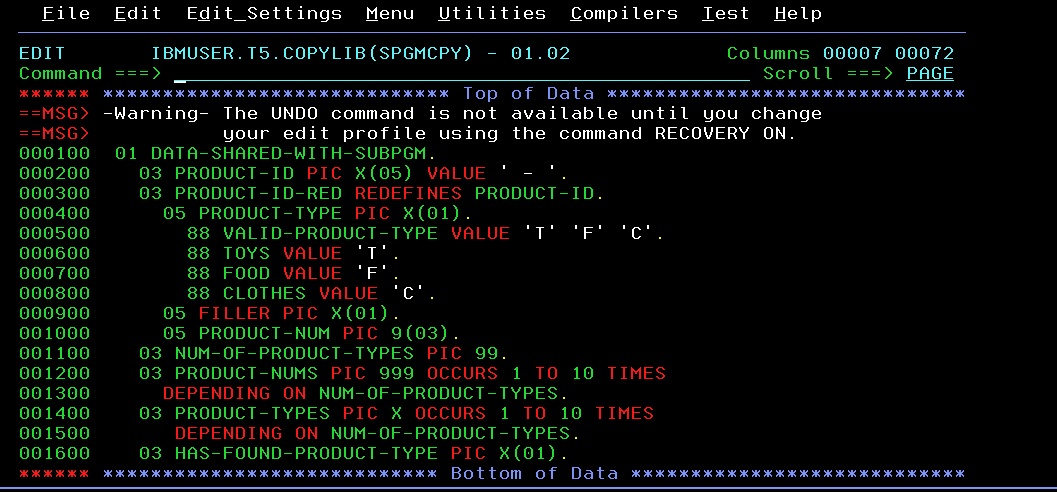 File Edit Edit_Settings Menu Utilities Compilers Test Help
EDIT IBMUSER.T5.COPYLIB(SPGMCPY) - 01.02 Columns 00007 00072
Command ===> _ Scroll ===> PAGE
****** ***************************** Top of Data ******************************
==MSG> -Warning- The UNDO command is not available until you change
==MSG> your edit profile using the command RECOVERY ON.
000100 01 DATA-SHARED-WITH-SUBPGM.
000200 03 PRODUCT-ID PIC X(05) VALUE ' - '.
000300 03 PRODUCT-ID-RED REDEFINES PRODUCT-ID.
000400 05 PRODUCT-TYPE PIC X(01).
000500 88 VALID-PRODUCT-TYPE VALUE 'T' 'F' 'C'.
000600 88 TOYS VALUE 'T'.
000700 88 FOOD VALUE 'F'.
000800 88 CLOTHES VALUE 'C'.
000900 05 FILLER PIC X(01).
001000 05 PRODUCT-NUM PIC 9(03).
001100 03 NUM-OF-PRODUCT-TYPES PIC 99.
001200 03 PRODUCT-NUMS PIC 999 OCCURS 1 TO 10 TIMES
001300 DEPENDING ON NUM-OF-PRODUCT-TYPES.
001400 03 PRODUCT-TYPES PIC X OCCURS 1 TO 10 TIMES
001500 DEPENDING ON NUM-OF-PRODUCT-TYPES.
001600 03 HAS-FOUND-PRODUCT-TYPE PIC X(01).
****** **************************** Bottom of Data ****************************